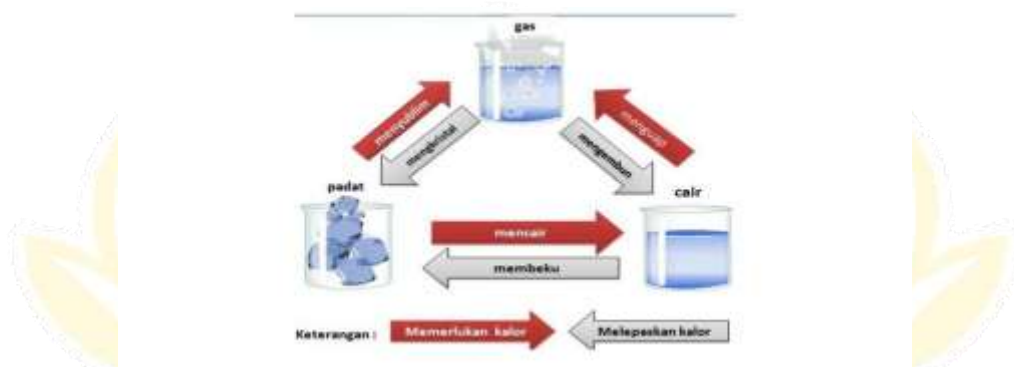 gas
menyublim
mengkristal
menguap
mengembun
padat
cair
mencair
membeku
Keterangan :
Memerlukan kalor
Melepaskan kalor